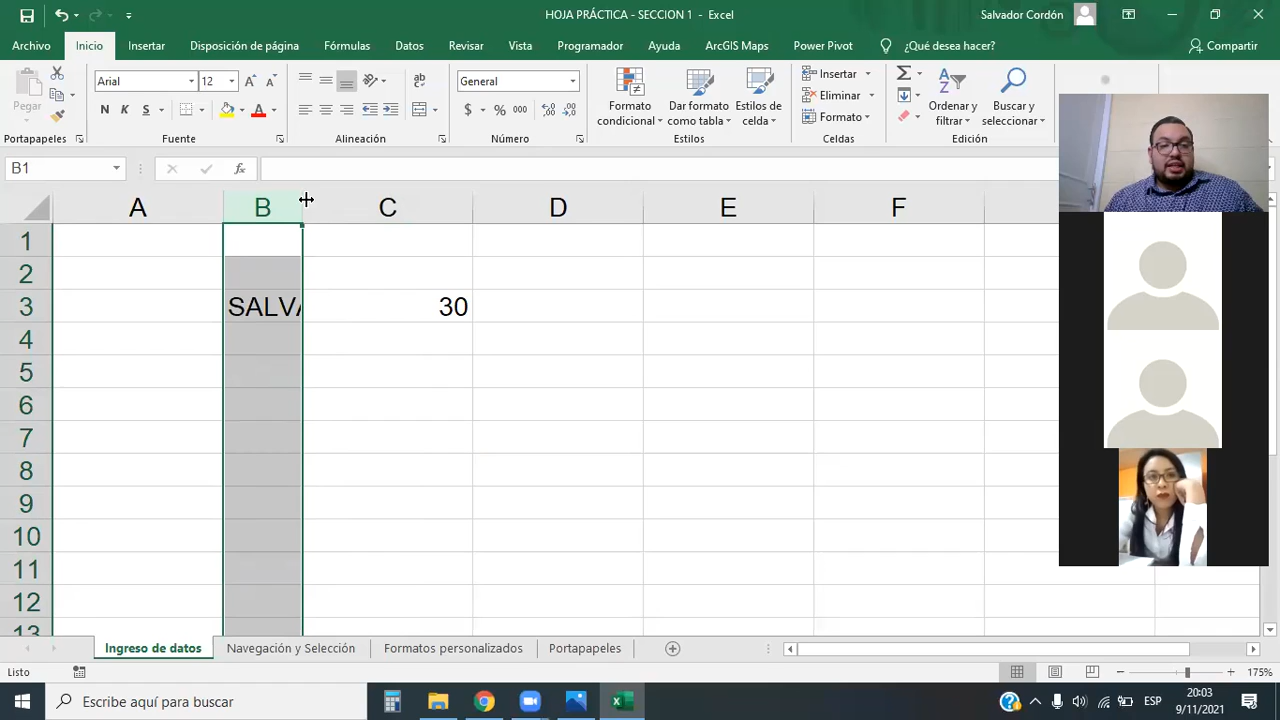 HOJA PRÁCTICA - SECCION 1 - Excel
Salvador Cordón
Archivo Inicio Insertar Disposición de página Fórmulas Datos Revisar Vista Programador Ayuda ArcGIS Maps Power Pivot ¿Qué desea hacer? Compartir
Pegar
Portapapeles
Arial 12
N K S
Fuente
Alineación
General
$ % 000
Número
Formato condicional
Dar formato como tabla
Estilos de celda
Estilos
Insertar
Eliminar
Formato
Celdas
Ordenar y filtrar
Buscar y seleccionar
Edición
B1
fx
A B C D E F
1
2
3 SALVA 30
4
5
6
7
8
9
10
11
12
13
Ingreso de datos Navegación y Selección Formatos personalizados Portapapeles
Listo
175%
Escribe aquí para buscar
ESP
20:03
9/11/2021